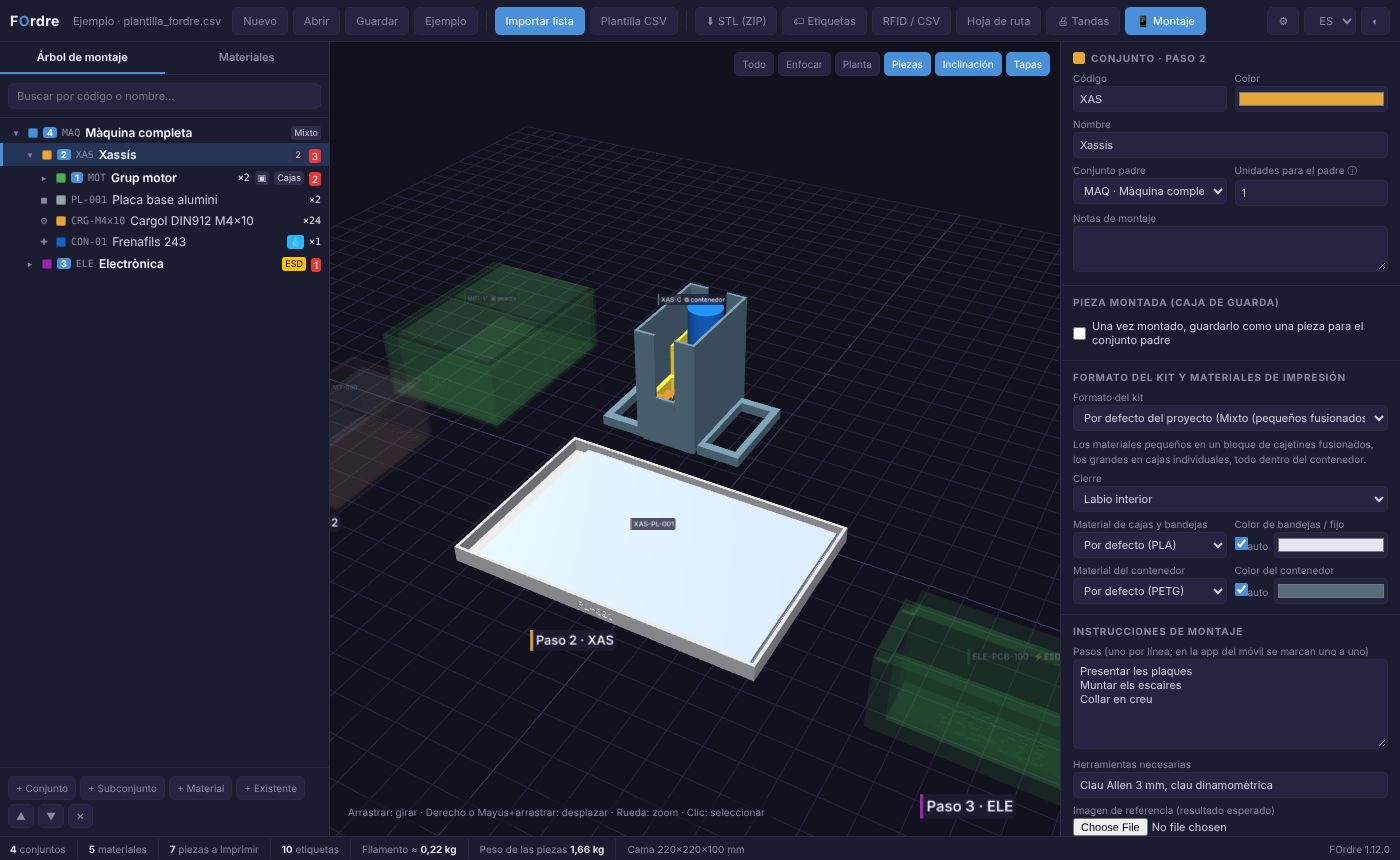 FOrdre
Ejemplo · plantilla_fordre.csv
Nuevo
Abrir
Guardar
Ejemplo
Importar lista
Plantilla CSV
⬇ STL (ZIP)
🏷 Etiquetas
RFID / CSV
Hoja de ruta
🖨 Tandas
📱 Montaje
ES
Árbol de montaje
Materiales
Buscar por código o nombre...
4 MAQ Màquina completa Mixto
2 XAS Xassís 2 3
1 MOT Grup motor ×2 Cajas 2
PL-001 Placa base alumini ×2
CRG-M4x10 Cargol DIN912 M4×10 ×24
CON-01 Frenafils 243 ×1
3 ELE Electrònica ESD 1
+ Conjunto
+ Subconjunto
+ Material
+ Existente
Todo
Enfocar
Planta
Piezas
Inclinación
Tapas
XAS-C
contenedor
XAS-PL-001
2
Paso 2 · XAS
ELE-PCB-100 ⚡ESD
Paso 3 · ELE
Arrastrar: girar · Derecho o Mayús+arrastrar: desplazar · Rueda: zoom · Clic: seleccionar
CONJUNTO · PASO 2
Código
Color
XAS
Nombre
Xassís
Conjunto padre
Unidades para el padre ⓘ
MAQ · Màquina comple
1
Notas de montaje
PIEZA MONTADA (CAJA DE GUARDA)
Una vez montado, guardarlo como una pieza para el
conjunto padre
FORMATO DEL KIT Y MATERIALES DE IMPRESIÓN
Formato del kit
Por defecto del proyecto (Mixto (pequeños fusionados
Los materiales pequeños en un bloque de cajetines fusionados,
los grandes en cajas individuales, todo dentro del contenedor.
Cierre
Labio interior
Material de cajas y bandejas
Color de bandejas / fijo
Por defecto (PLA)
auto
Material del contenedor
Color del contenedor
Por defecto (PETG)
auto
INSTRUCCIONES DE MONTAJE
Pasos (uno por línea; en la app del móvil se marcan uno a uno)
Presentar les plaques
Muntar els escaires
Collar en creu
Herramientas necesarias
Clau Allen 3 mm, clau dinamomètrica
Imagen de referencia (resultado esperado)
Choose File No file chosen
4 conjuntos
5 materiales
7 piezas a imprimir
10 etiquetas
Filamento ≈ 0,22 kg
Peso de las piezas 1,66 kg
Cama 220×220×100 mm
FOrdre 1.12.0